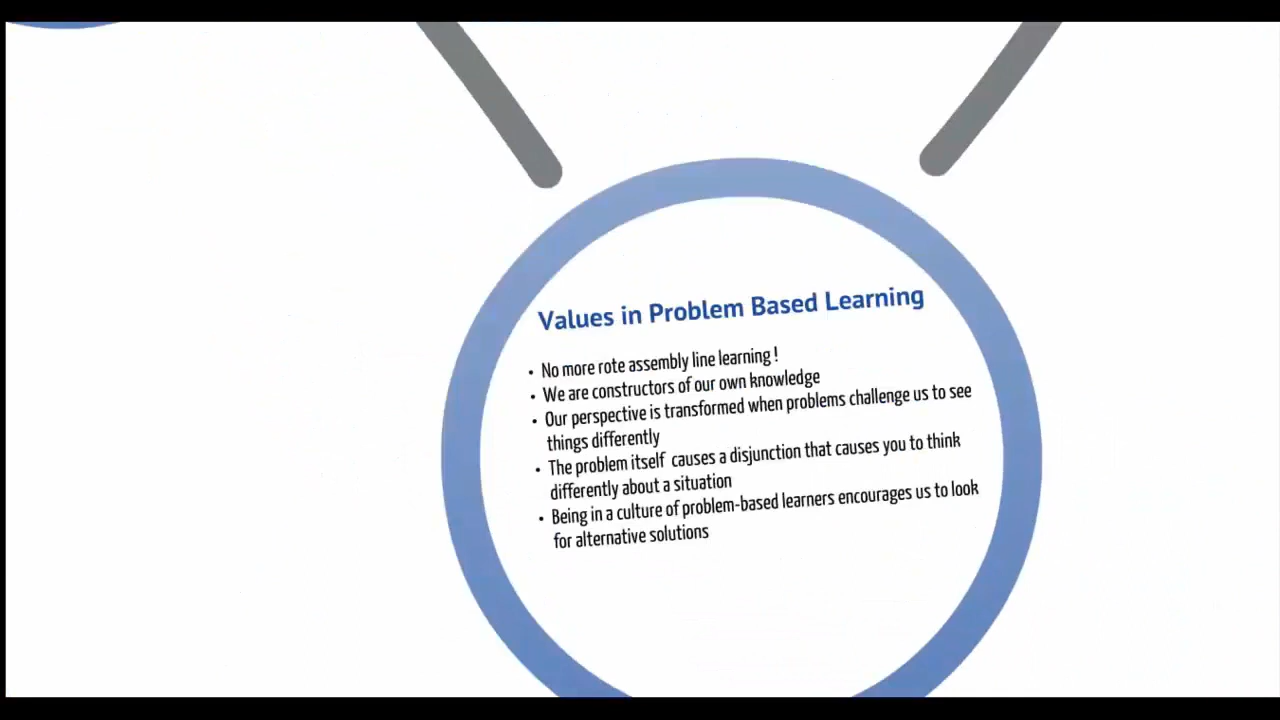 Values in Problem Based Learning
• No more rote assembly line learning !
• We are constructors of our own knowledge
• Our perspective is transformed when problems challenge us to see
things differently
• The problem itself causes a disjunction that causes you to think
differently about a situation
• Being in a culture of problem-based learners encourages us to look
for alternative solutions